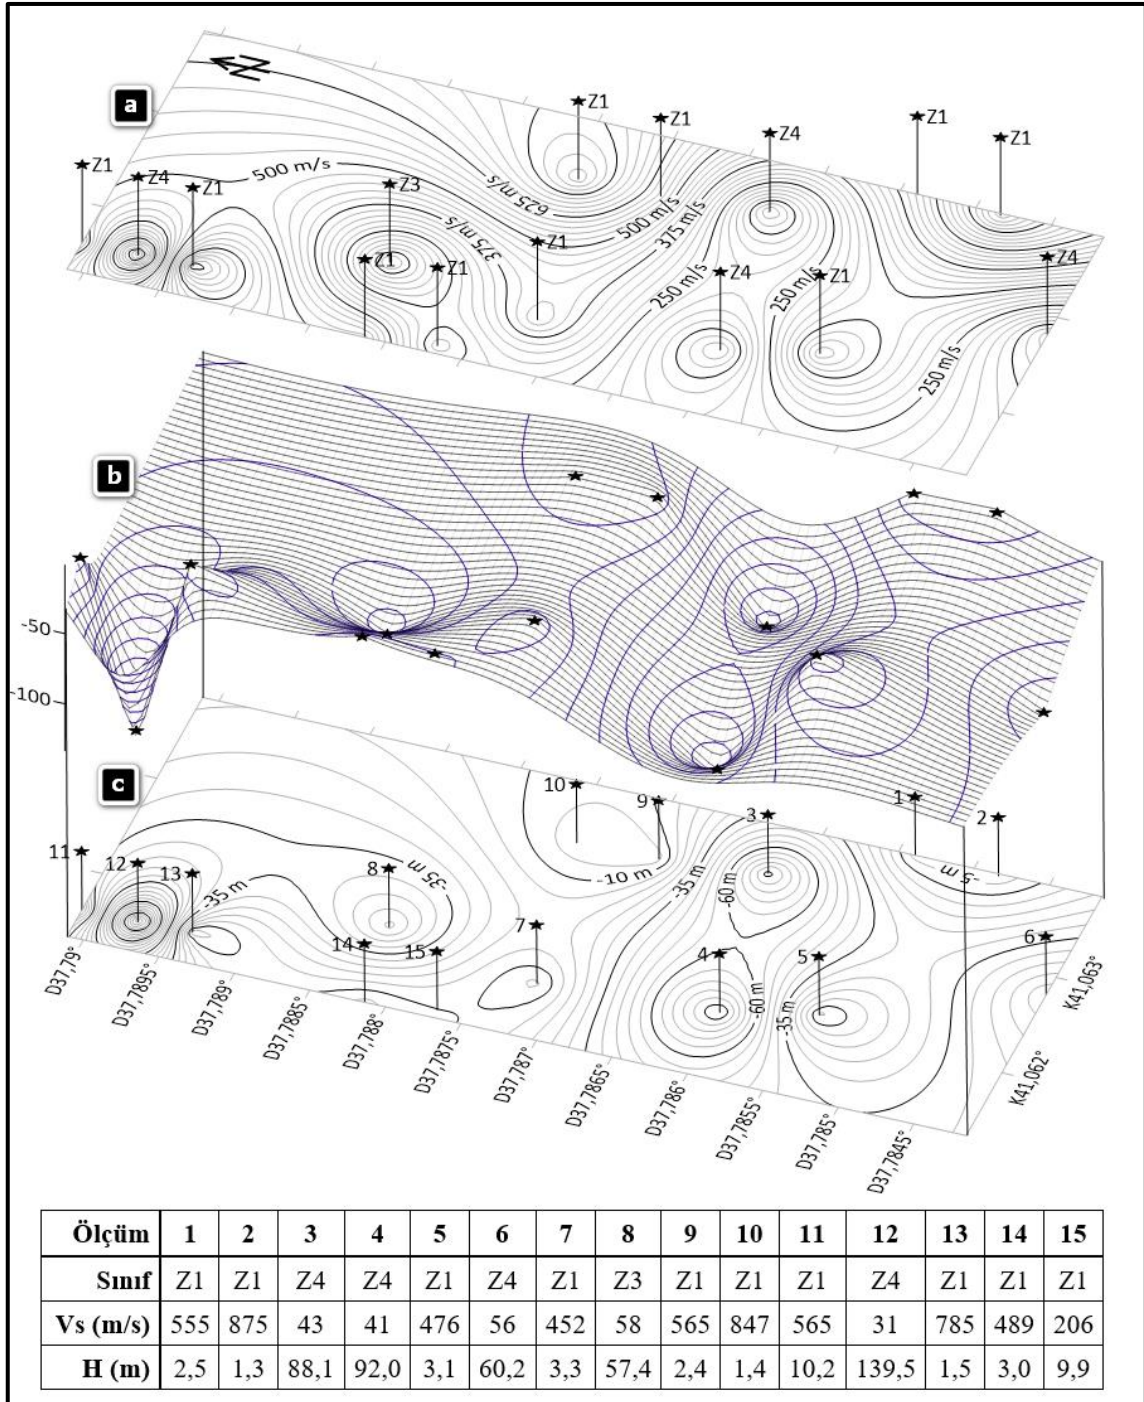 a
N
Z1
Z1
Z4
Z1
Z1
Z1
Z4
Z1
500 m/s
Z3
625 m/s
375 m/s
Z1
500 m/s
375 m/s
Z1
Z1
250 m/s
Z4
250 m/s
Z1
Z4
250 m/s
b
-50
-100
c
10
9
3
1
2
11
12
13
-35 m
8
-35 m
-10 m
-35 m
-60 m
-5 m
14
15
7
4
-60 m
5
-35 m
6
D37,79°
D37,7895°
D37,789°
D37,7885°
D37,788°
D37,7875°
D37,787°
D37,7865°
D37,786°
D37,7855°
D37,785°
D37,7845°
K41,062°
K41,063°
Ölçüm 1 2 3 4 5 6 7 8 9 10 11 12 13 14 15
Sınıf Z1 Z1 Z4 Z4 Z1 Z4 Z1 Z3 Z1 Z1 Z1 Z4 Z1 Z1 Z1
Vs (m/s) 555 875 43 41 476 56 452 58 565 847 565 31 785 489 206
H (m) 2,5 1,3 88,1 92,0 3,1 60,2 3,3 57,4 2,4 1,4 10,2 139,5 1,5 3,0 9,9